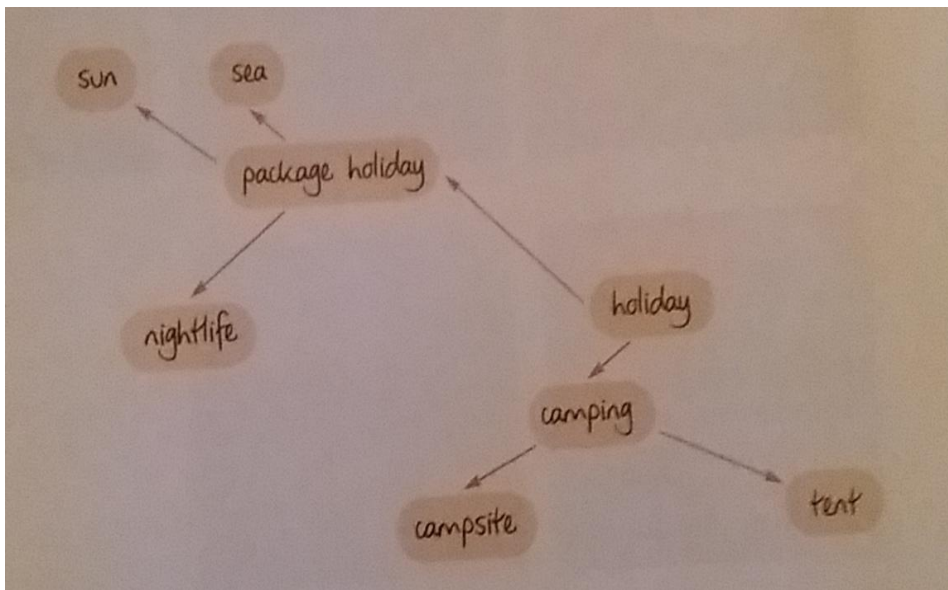 sun
sea
package holiday
holiday
nightlife
camping
tent
campsite